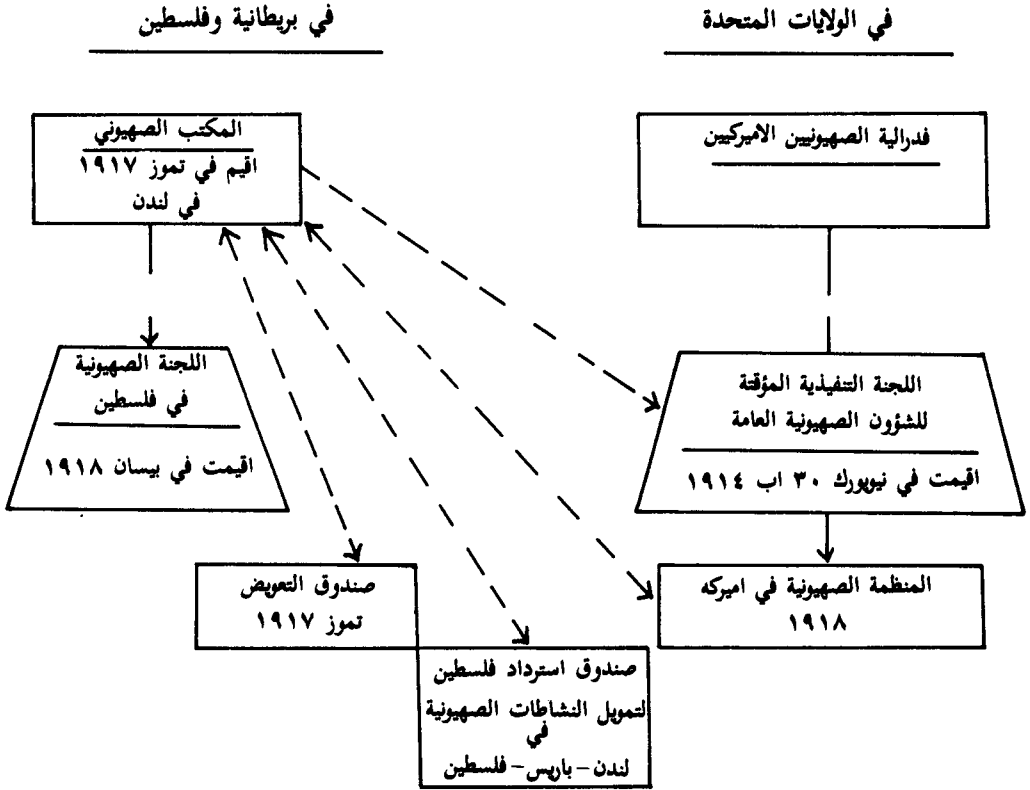 في الولايات المتحدة
في بريطانية وفلسطين
فدرالية الصهيونيين الاميركيين
المكتب الصهيوني
اقيم في تموز ١٩١٧
في لندن
اللجنة التنفيذية المؤقتة
للشؤون الصهيونية العامة
اقيمت في نيويورك ٣٠ اب ١٩١٤
اللجنة الصهيونية
في فلسطين
اقيمت في بيسان ١٩١٨
المنظمة الصهيونية في اميركه
١٩١٨
صندوق التعويض
تموز ١٩١٧
صندوق استرداد فلسطين
لتمويل النشاطات الصهيونية
في
لندن - باريس - فلسطين